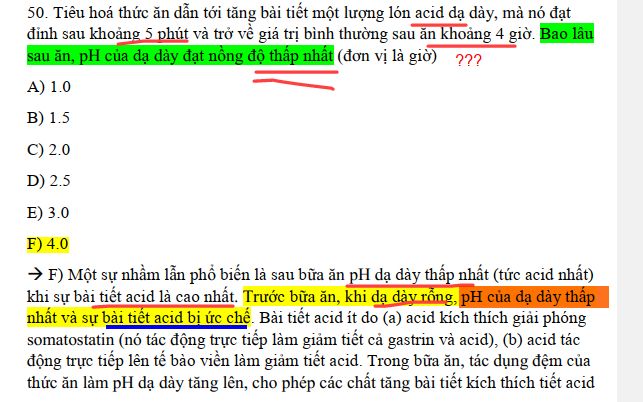 50. Tiêu hoá thức ăn dẫn tới tăng bài tiết một lượng lón acid dạ dày, mà nó đạt
đỉnh sau khoảng 5 phút và trở về giá trị bình thường sau ăn khoảng 4 giờ. Bao lâu
sau ăn, pH của dạ dày đạt nồng độ thấp nhất (đơn vị là giờ) ???
A) 1.0
B) 1.5
C) 2.0
D) 2.5
E) 3.0
F) 4.0
→ F) Một sự nhầm lẫn phổ biến là sau bữa ăn pH dạ dày thấp nhất (tức acid nhất)
khi sự bài tiết acid là cao nhất. Trước bữa ăn, khi dạ dày rỗng, pH của dạ dày thấp
nhất và sự bài tiết acid bị ức chế. Bài tiết acid ít do (a) acid kích thích giải phóng
somatostatin (nó tác động trực tiếp làm giảm tiết cả gastrin và acid), (b) acid tác
động trực tiếp lên tế bào viền làm giảm tiết acid. Trong bữa ăn, tác dụng đệm của
thức ăn làm pH dạ dày tăng lên, cho phép các chất tăng bài tiết kích thích tiết acid